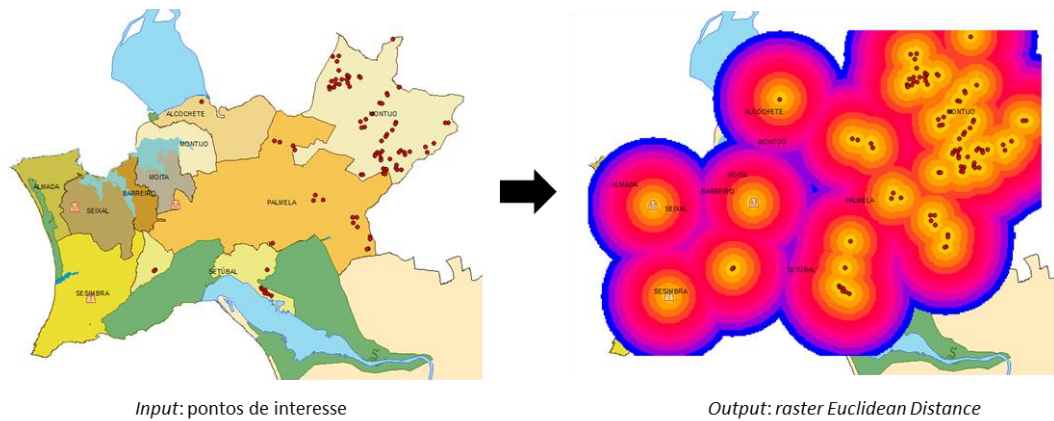 ALCOCHETE
MONTIJO
MONTIJO
MOITA
ALMADA
BARREIRO
SEIXAL
PALMELA
SETÚBAL
SESIMBRA
ALCOCHETE
MONTIJO
MONTIJO
MOITA
ALMADA
BARREIRO
SEIXAL
PALMELA
SETÚBAL
SESIMBRA
Input: pontos de interesse
Output: raster Euclidean Distance